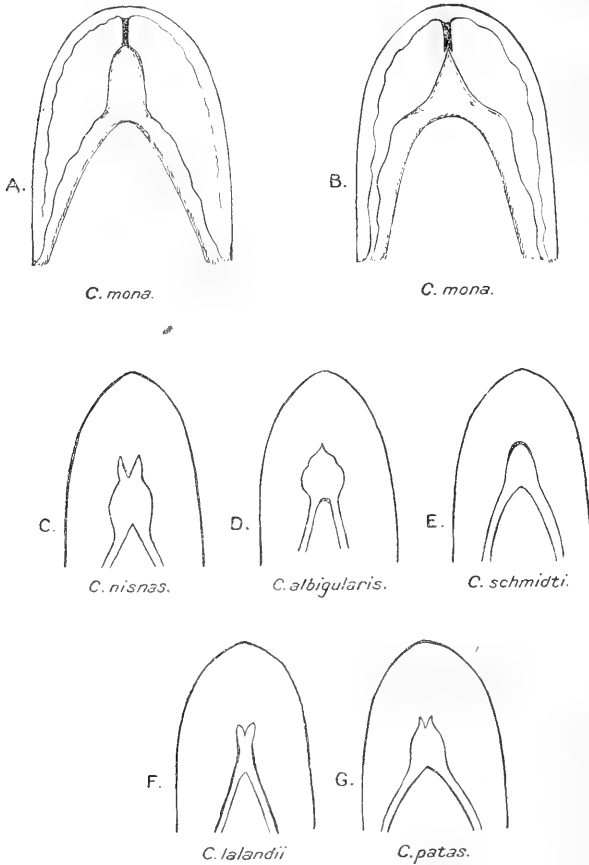 A.
C. mona.
B.
C. mona.
C.
C. nisnas.
D.
C. albigularis.
E.
C. schmidti.
F.
C. lalandii
G.
C. patas.